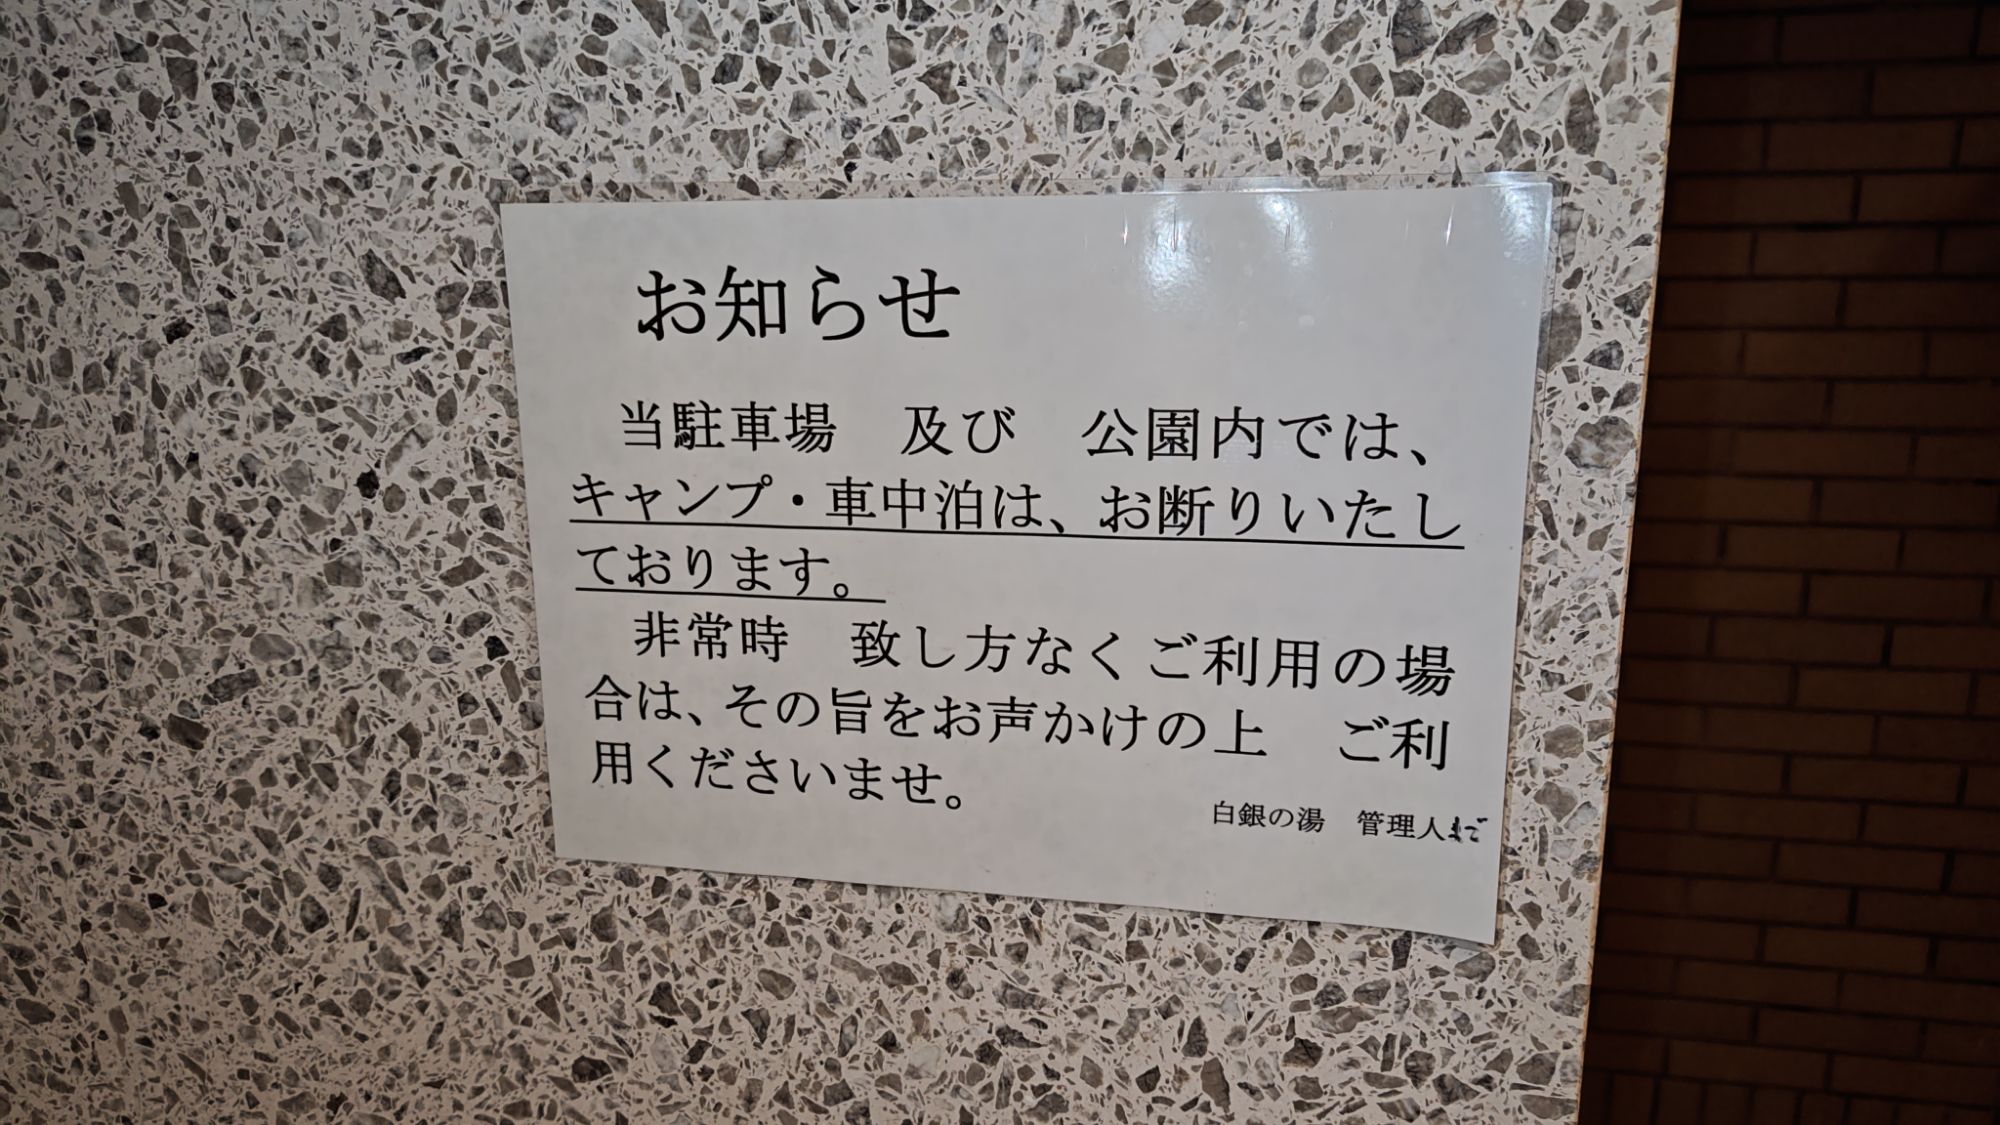 お知らせ
当駐車場　及び　公園内では、
キャンプ・車中泊は、お断りいたし
ております。
非常時　致し方なくご利用の場
合は、その旨をお声かけの上　ご利
用くださいませ。
白銀の湯　管理人まで